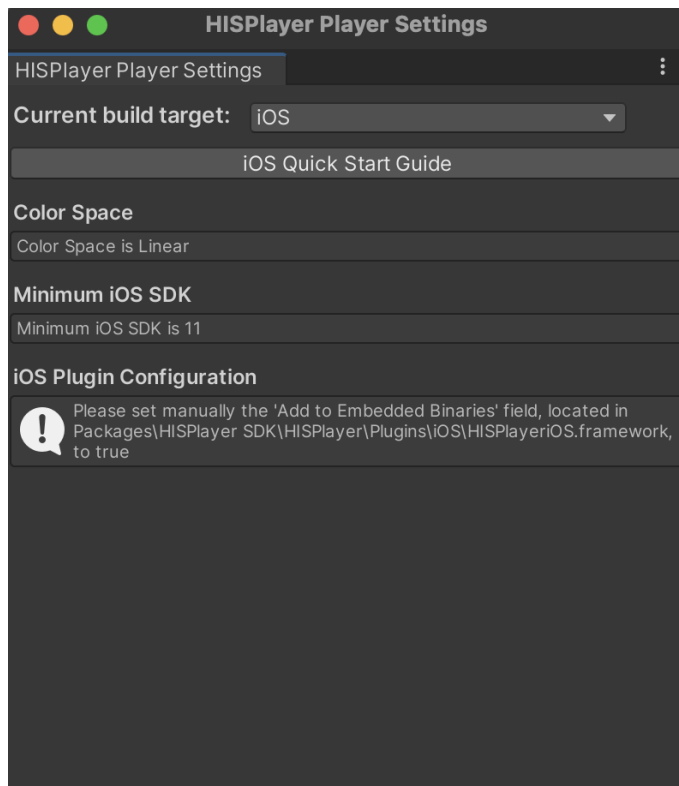 HISPlayer Player Settings
HISPlayer Player Settings
Current build target: iOS
iOS Quick Start Guide
Color Space
Color Space is Linear
Minimum iOS SDK
Minimum iOS SDK is 11
iOS Plugin Configuration
Please set manually the 'Add to Embedded Binaries' field, located in
Packages\HISPlayer SDK\HISPlayer\Plugins\iOS\HISPlayeriOS.framework,
to true